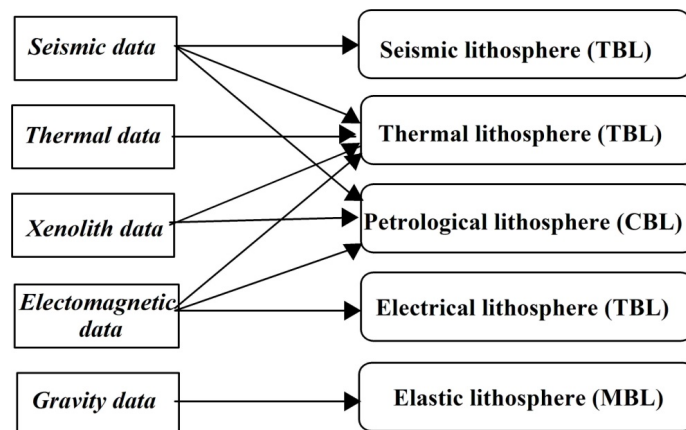 Seismic data
Seismic lithosphere (TBL)
Thermal data
Thermal lithosphere (TBL)
Xenolith data
Petrological lithosphere (CBL)
Electomagnetic
data
Electrical lithosphere (TBL)
Gravity data
Elastic lithosphere (MBL)